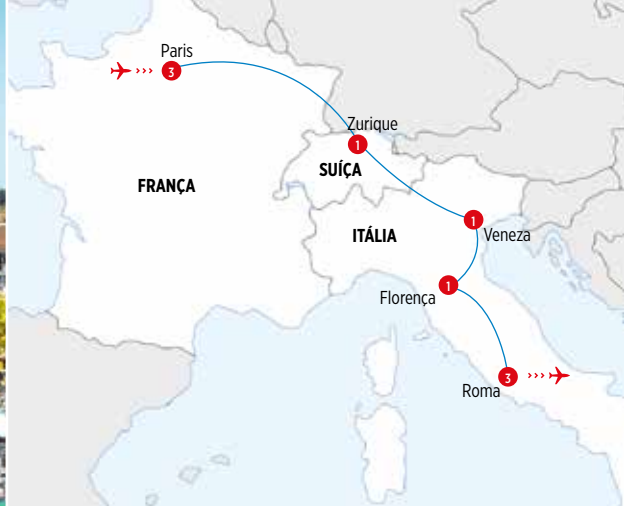 Paris
››› 3
Zurique
1
SUÍÇA
FRANÇA
1
ITÁLIA
Veneza
1
Florença
3 ›››
Roma